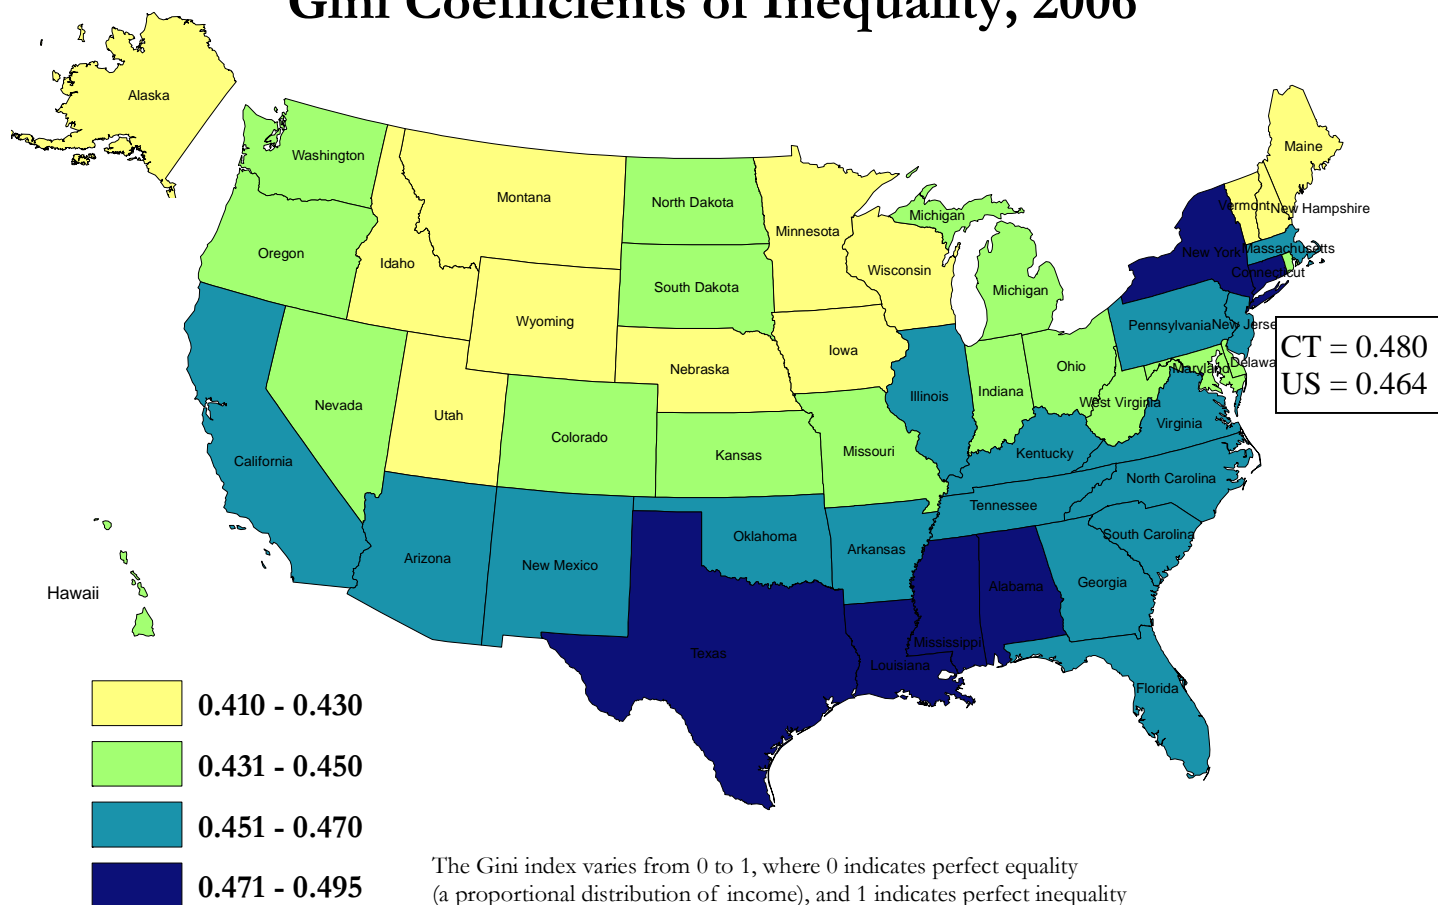 Gini Coefficients of Inequality, 2006
Alaska
Maine
Washington
Montana
North Dakota
Michigan
Vermont
New Hampshire
Minnesota
Oregon
Idaho
New York
Massachusetts
Wisconsin
Connecticut
South Dakota
Michigan
Wyoming
Pennsylvania
New Jerse
CT = 0.480
US = 0.464
Iowa
Ohio
Delawa
Nebraska
Maryland
Indiana
Illinois
Nevada
Utah
West Virginia
Virginia
Colorado
Missouri
Kansas
Kentucky
California
North Carolina
Tennessee
Oklahoma
South Carolina
Arkansas
Arizona
New Mexico
Georgia
Alabama
Hawaii
Mississippi
Texas
Louisiana
Florida
0.410 - 0.430
0.431 - 0.450
0.451 - 0.470
0.471 - 0.495
The Gini index varies from 0 to 1, where 0 indicates perfect equality
(a proportional distribution of income), and 1 indicates perfect inequality